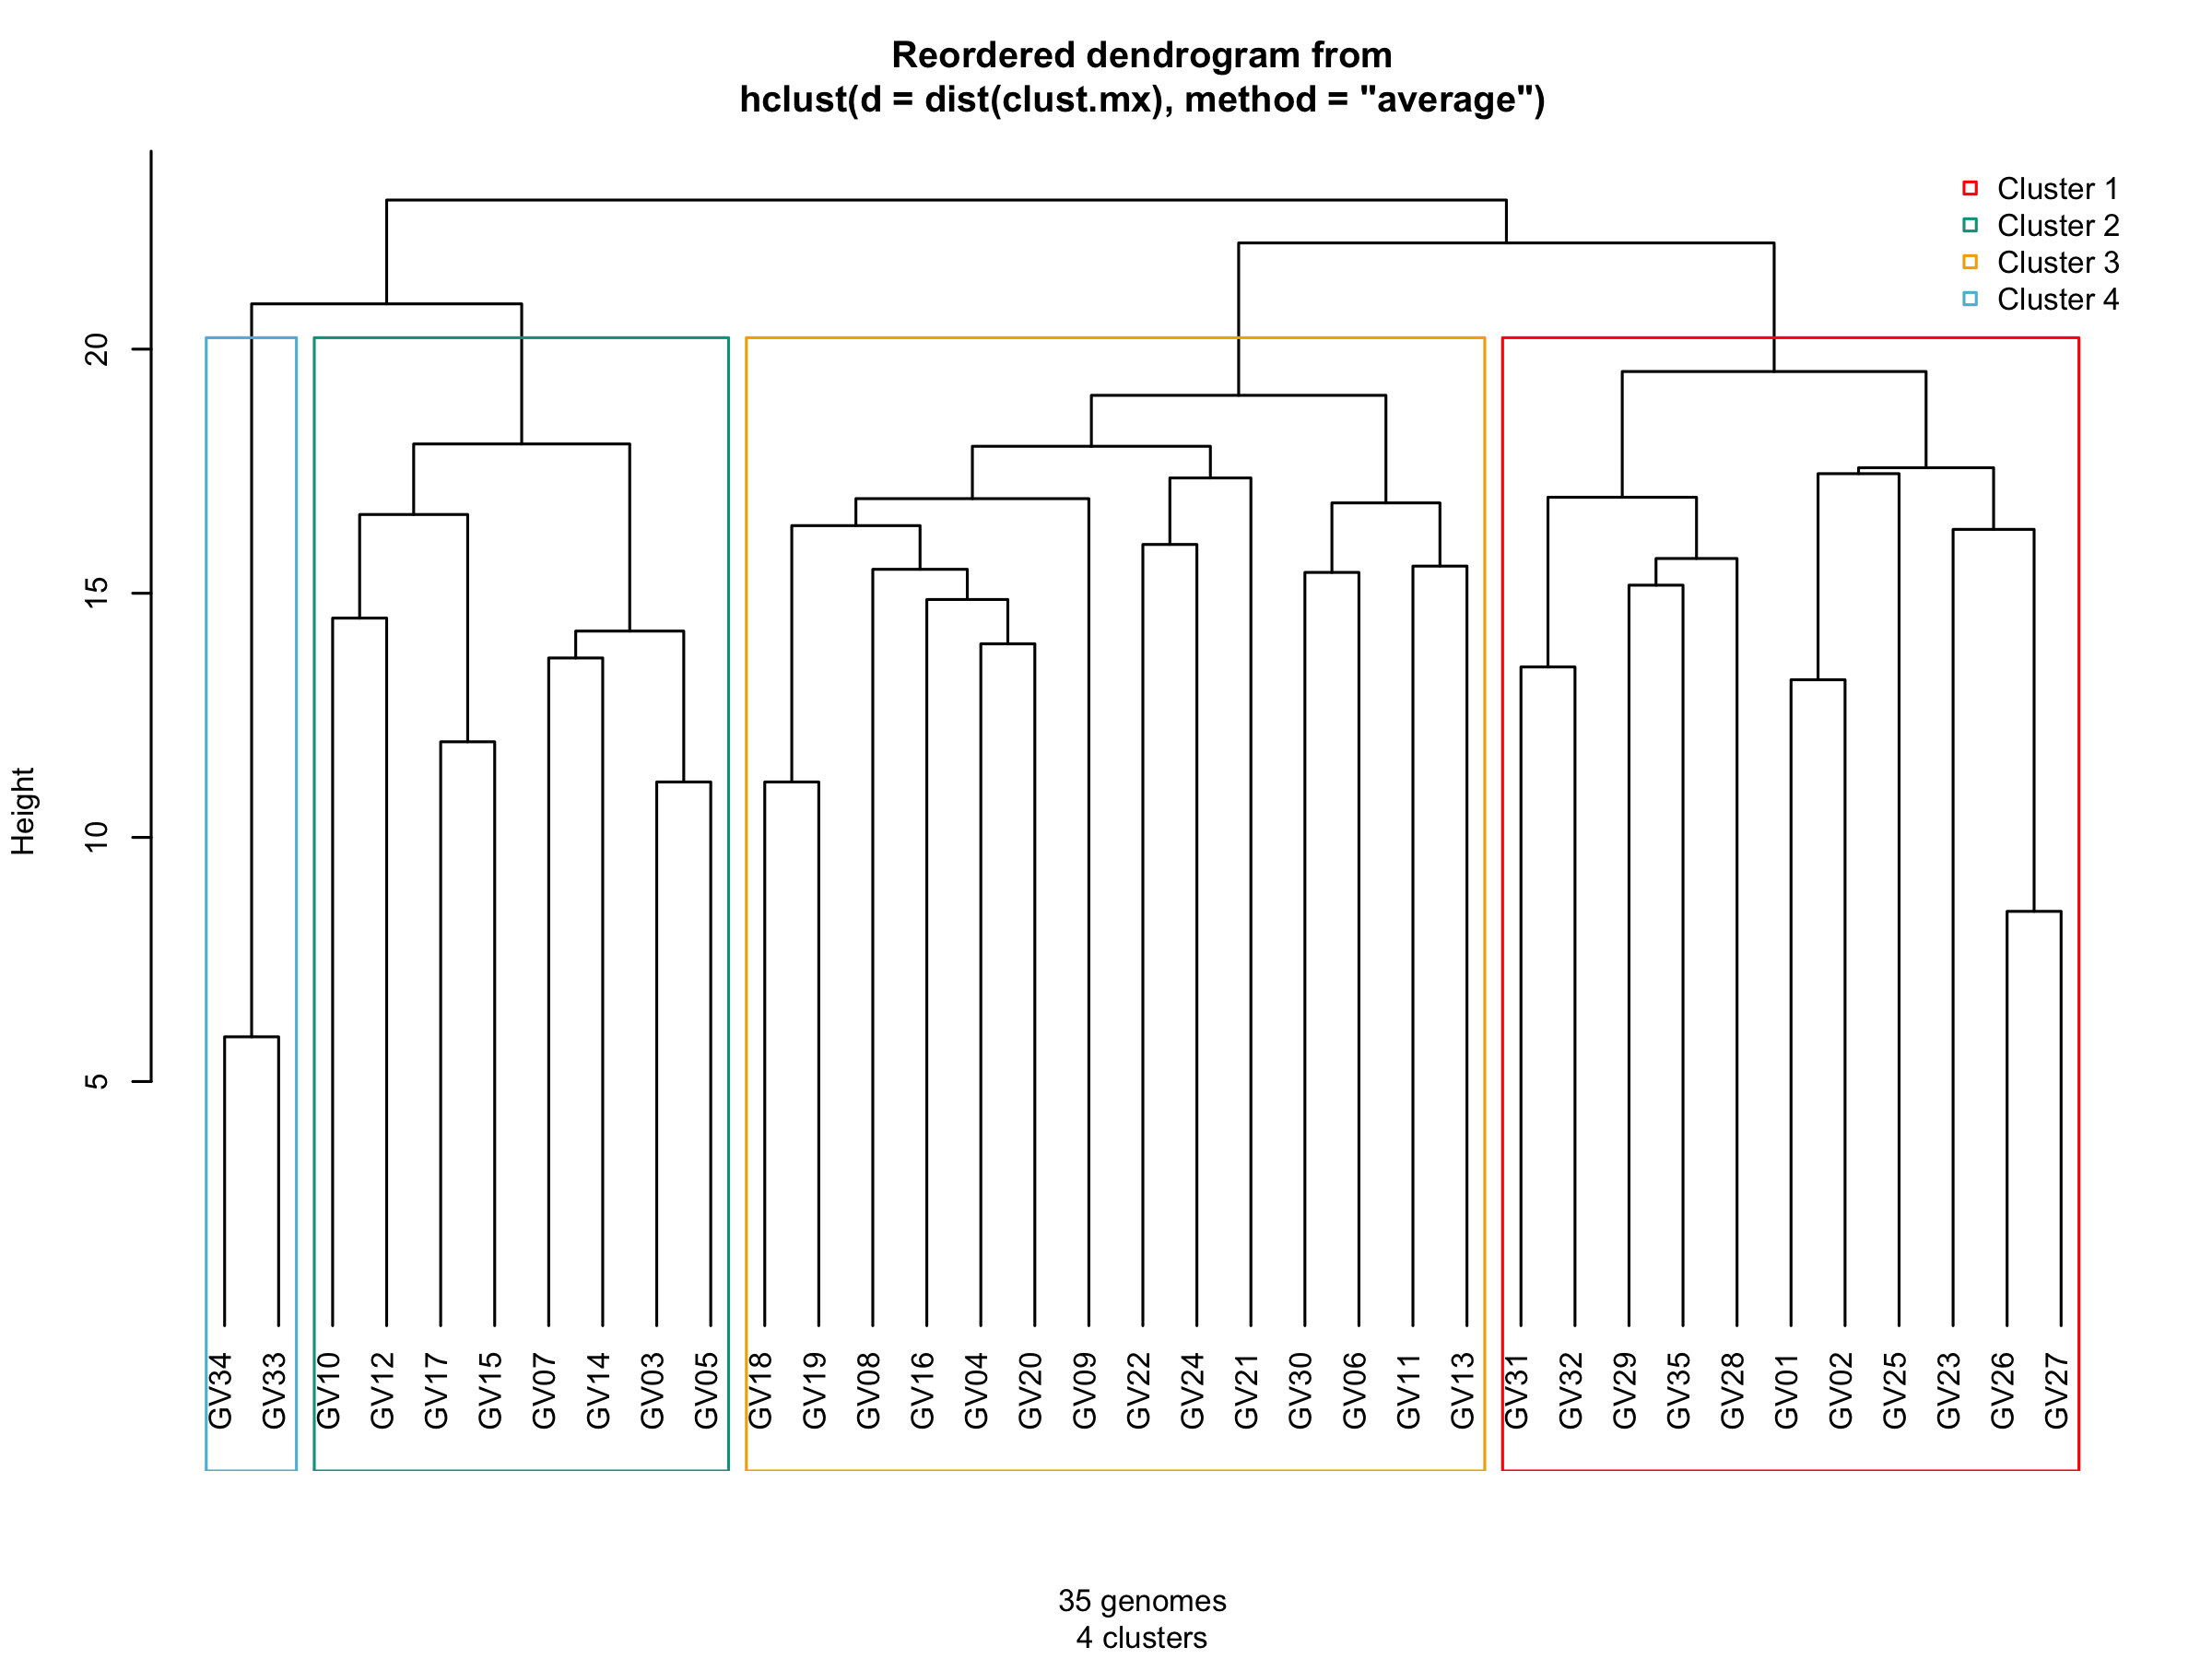 Reordered dendrogram from
hclust(d = dist(clust.mx), method = "average")
Cluster 1
Cluster 2
Cluster 3
Cluster 4
Height
20
15
10
5
GV34
GV33
GV10
GV12
GV17
GV15
GV07
GV14
GV03
GV05
GV18
GV19
GV08
GV16
GV04
GV20
GV09
GV22
GV24
GV21
GV30
GV06
GV11
GV13
GV31
GV32
GV29
GV35
GV28
GV01
GV02
GV25
GV23
GV26
GV27
35 genomes
4 clusters